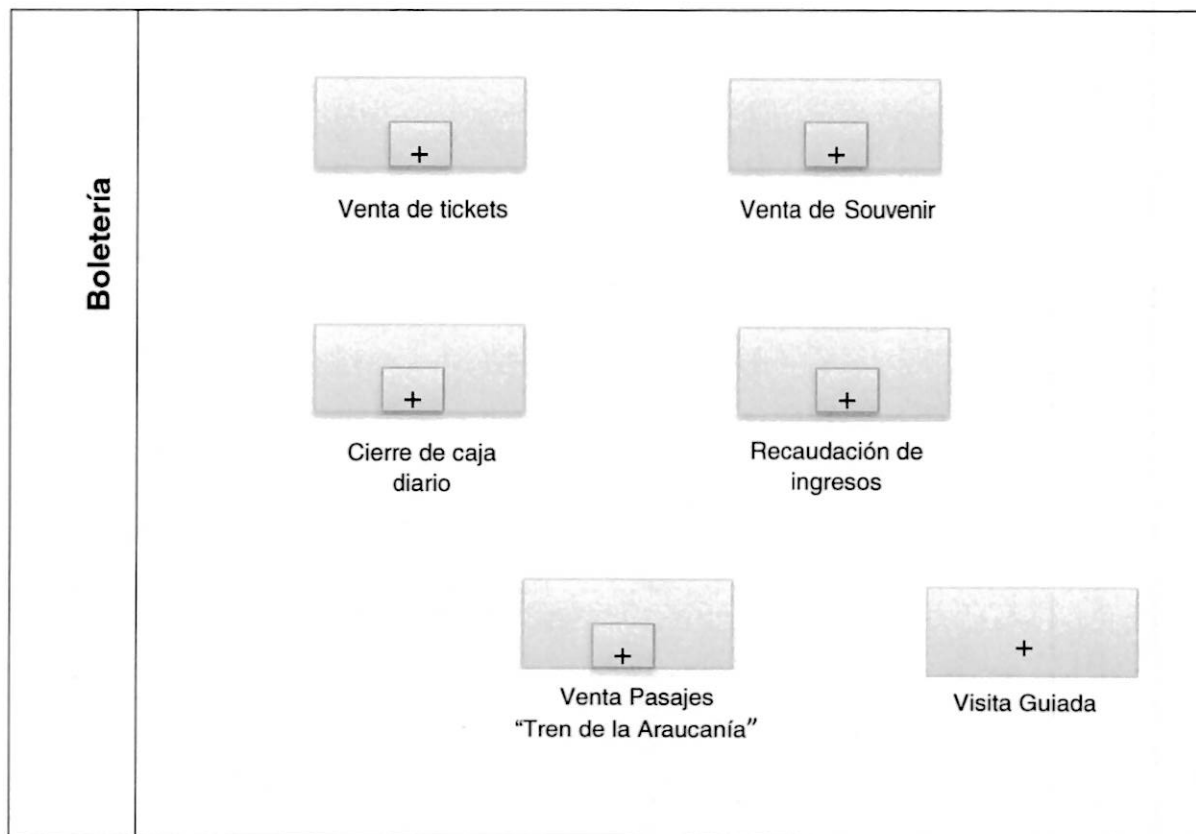 Boletería
+
+
Venta de tickets
Venta de Souvenir
+
+
Cierre de caja
diario
Recaudación de
ingresos
+
+
Venta Pasajes
“Tren de la Araucanía”
Visita Guiada